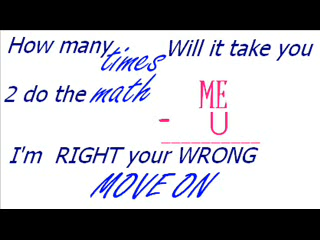 How many times Will it take you
2 do the math
ME
- U
I'm RIGHT your WRONG
MOVE ON